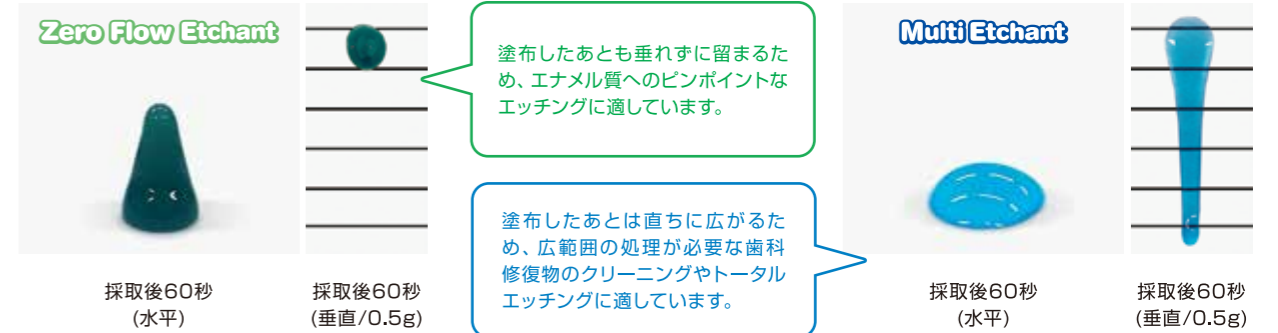 Zero Flow Etchant
塗布したあとも垂れずに留まるた
め、エナメル質へのピンポイントな
エッチングに適しています。
Multi Etchant
塗布したあとは直ちに広がるた
め、広範囲の処理が必要な歯科
修復物のクリーニングやトータル
エッチングに適しています。
採取後60秒
(水平)
採取後60秒
(垂直/0.5g)
採取後60秒
(水平)
採取後60秒
(垂直/0.5g)